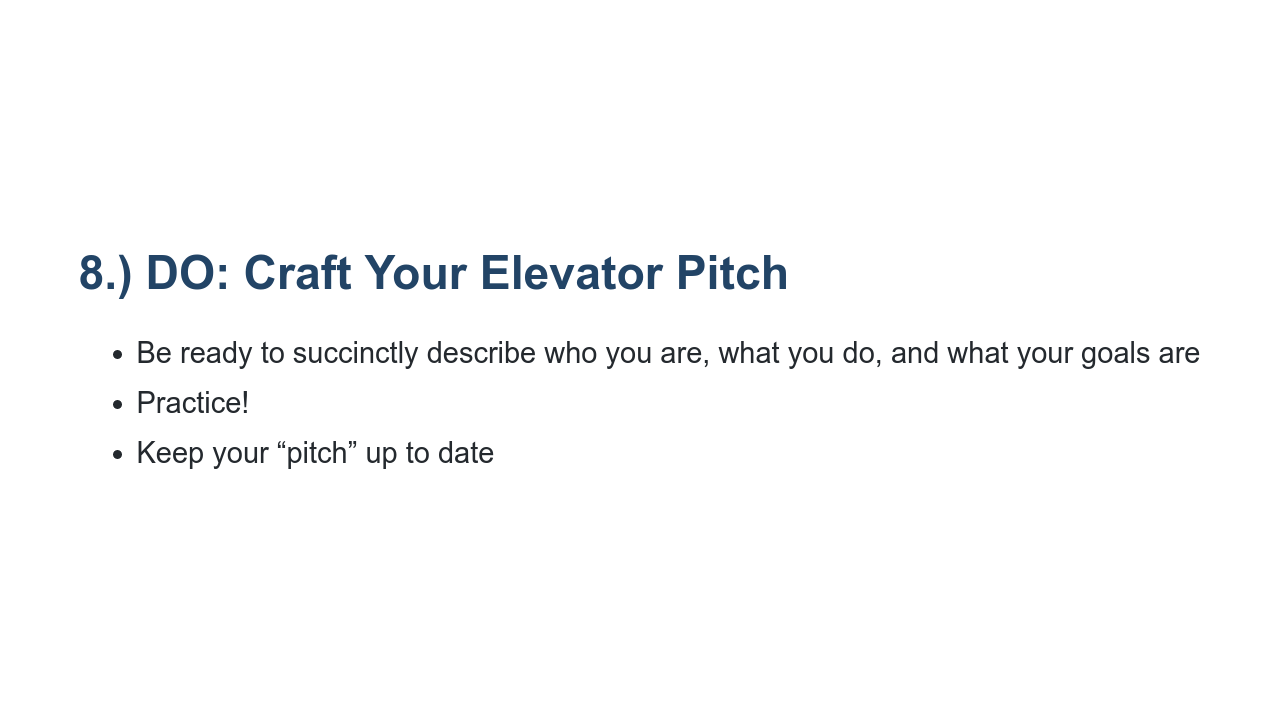 8.) DO: Craft Your Elevator Pitch
• Be ready to succinctly describe who you are, what you do, and what your goals are
• Practice!
• Keep your “pitch” up to date